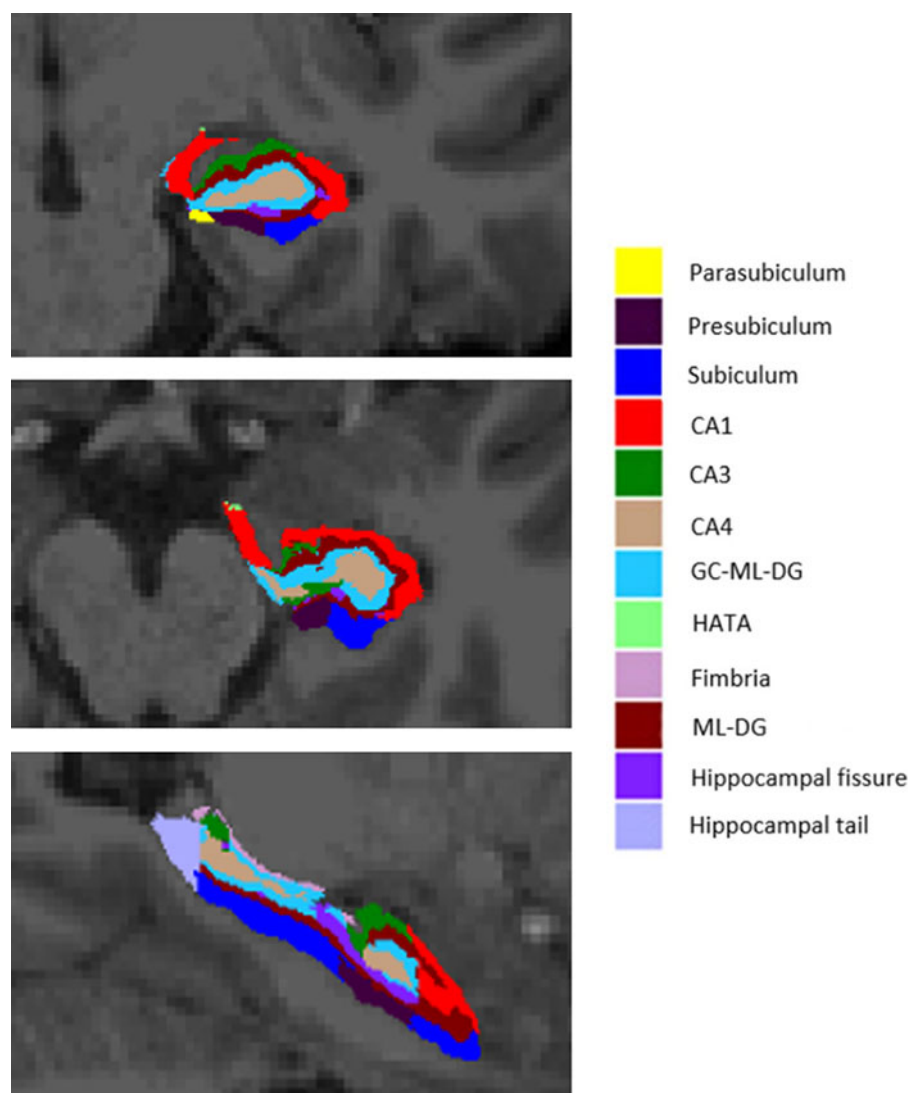 Parasubiculum
Presubiculum
Subiculum
CA1
CA3
CA4
GC-ML-DG
HATA
Fimbria
ML-DG
Hippocampal fissure
Hippocampal tail